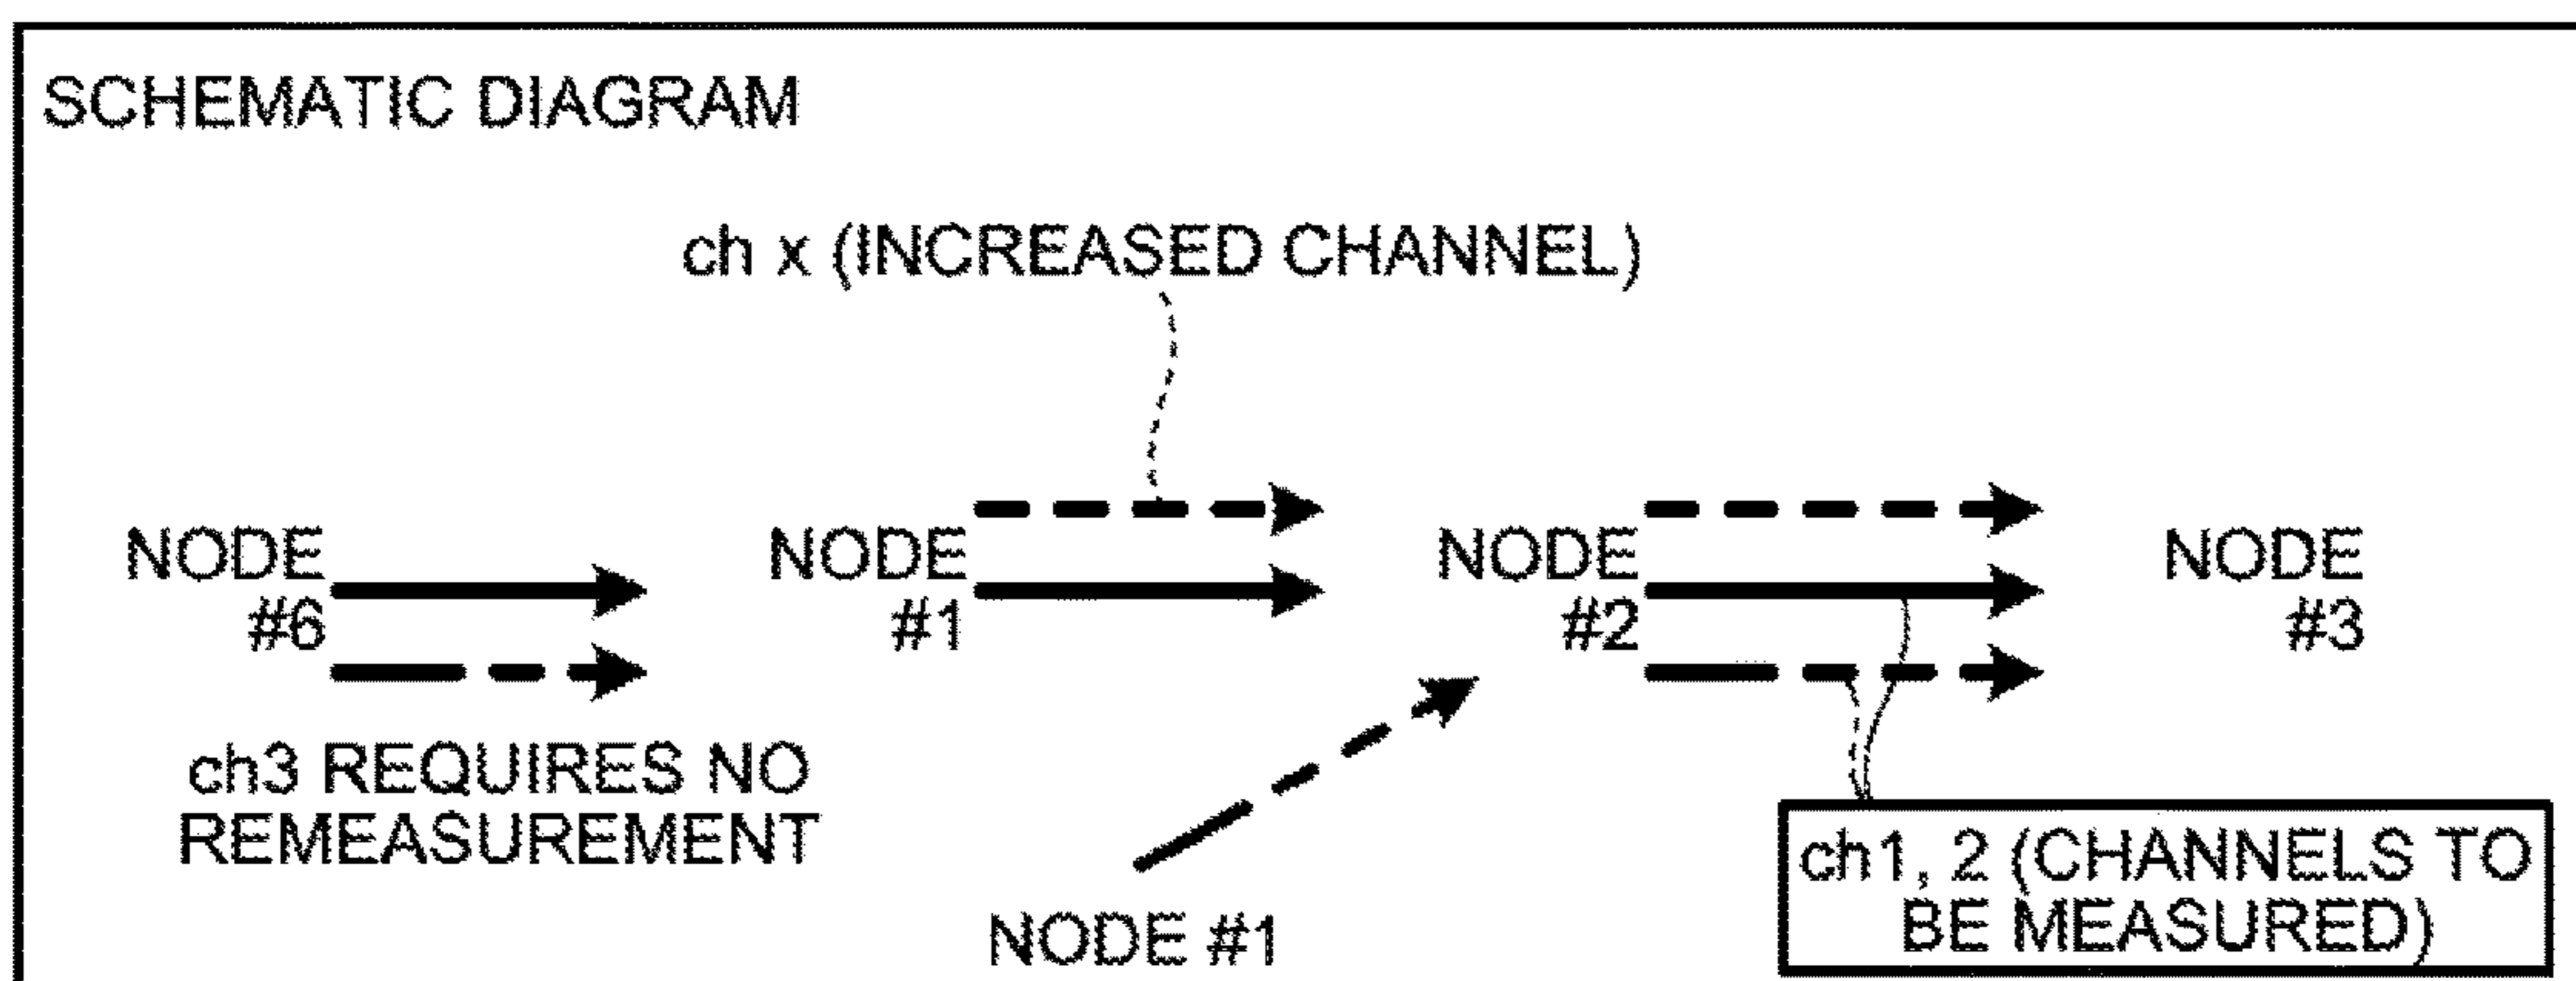 SCHEMATIC DIAGRAM
ch x (INCREASED CHANNEL)
NODE
#6
NODE
#1
NODE
#2
NODE
#3
ch3 REQUIRES NO
REMEASUREMENT
NODE #1
ch1, 2 (CHANNELS TO
BE MEASURED)